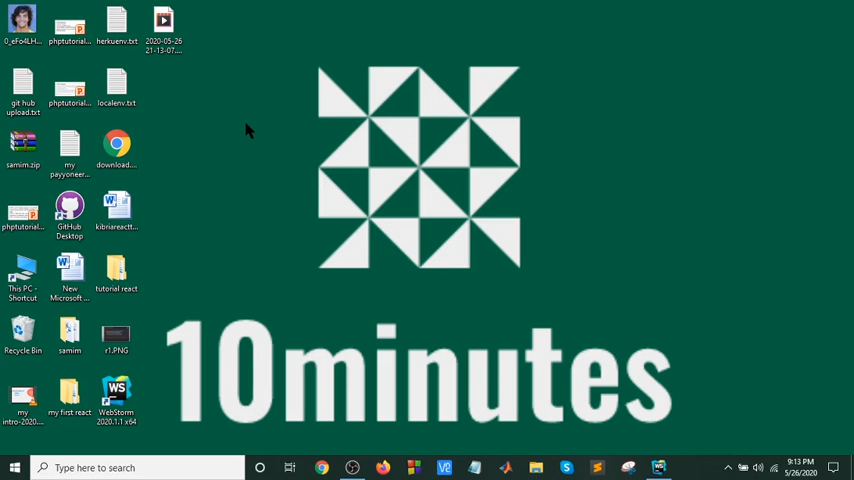 0_eFo4LH...
phptutorial...
herkuenv.txt
2020-05-26
21-13-07....
git hub
upload.txt
phptutorial...
localenv.txt
samim.zip
my
payyoneer...
download....
phptutorial...
GitHub
Desktop
kibriareactt...
This PC -
Shortcut
New
Microsoft ...
tutorial react
Recycle Bin
samim
r1.PNG
my
intro-2020....
my first react
WS
WebStorm
2020.1.1 x64
10minutes
Type here to search
9:13 PM
5/26/2020